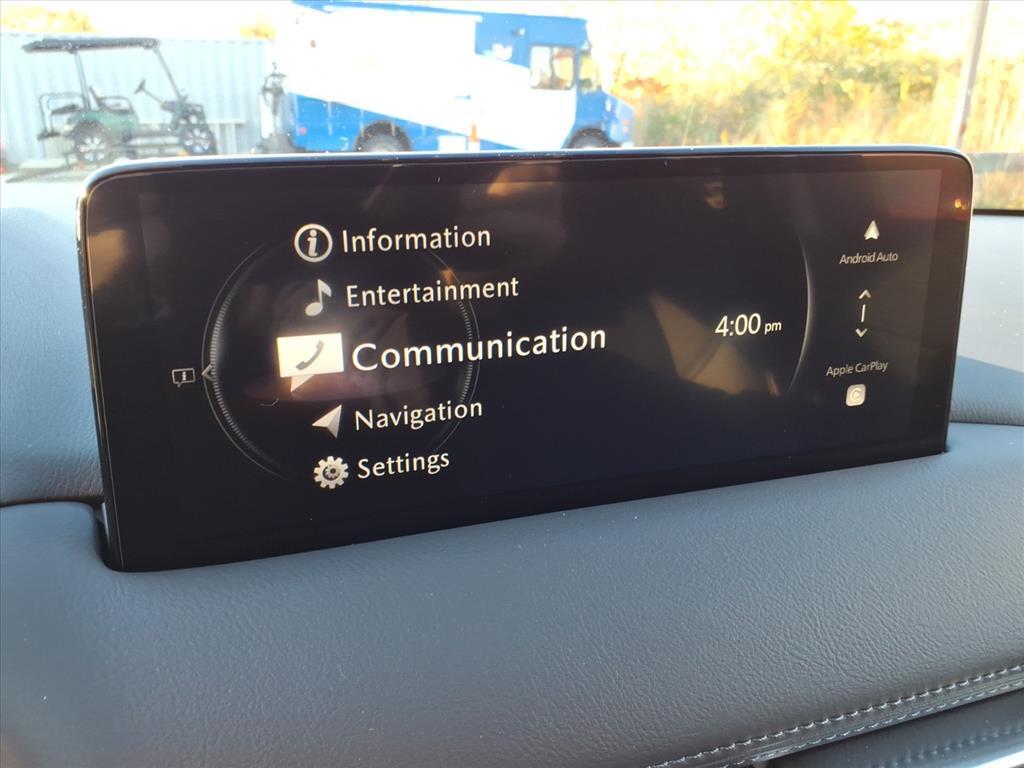 Information
Entertainment
Communication
Navigation
Settings
4:00 pm
Android Auto
Apple CarPlay